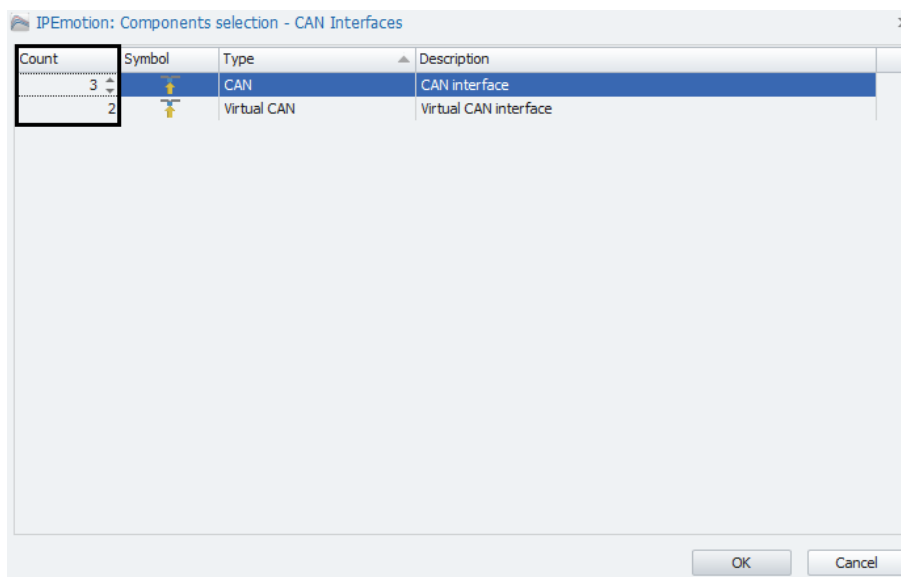 IPEmotion: Components selection - CAN Interfaces
Count Symbol Type Description
3 CAN CAN interface
2 Virtual CAN Virtual CAN interface
OK Cancel